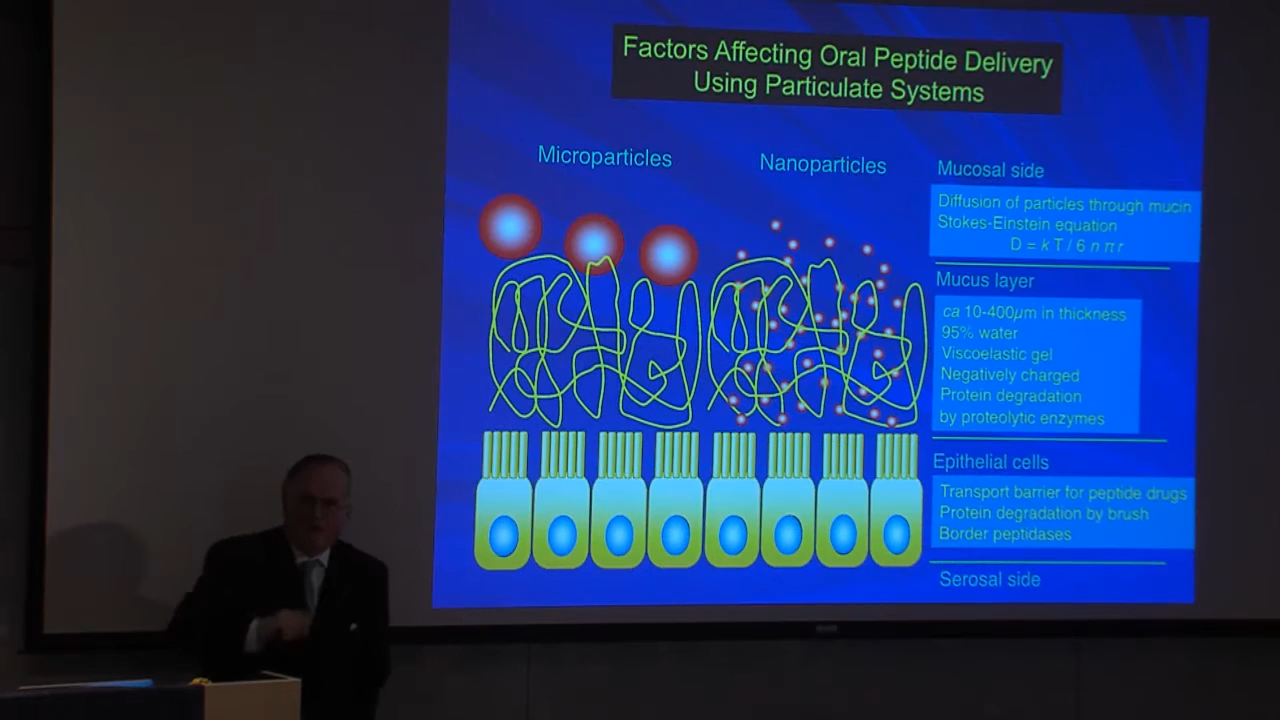 Factors Affecting Oral Peptide Delivery
Using Particulate Systems
Microparticles
Nanoparticles
Mucosal side
Diffusion of particles through mucin
Stokes-Einstein equation
D = k T / 6 n π r
Mucus layer
ca 10-400µm in thickness
95% water
Viscoelastic gel
Negatively charged
Protein degradation
by proteolytic enzymes
Epithelial cells
Transport barrier for peptide drugs
Protein degradation by brush
Border peptidases
Serosal side